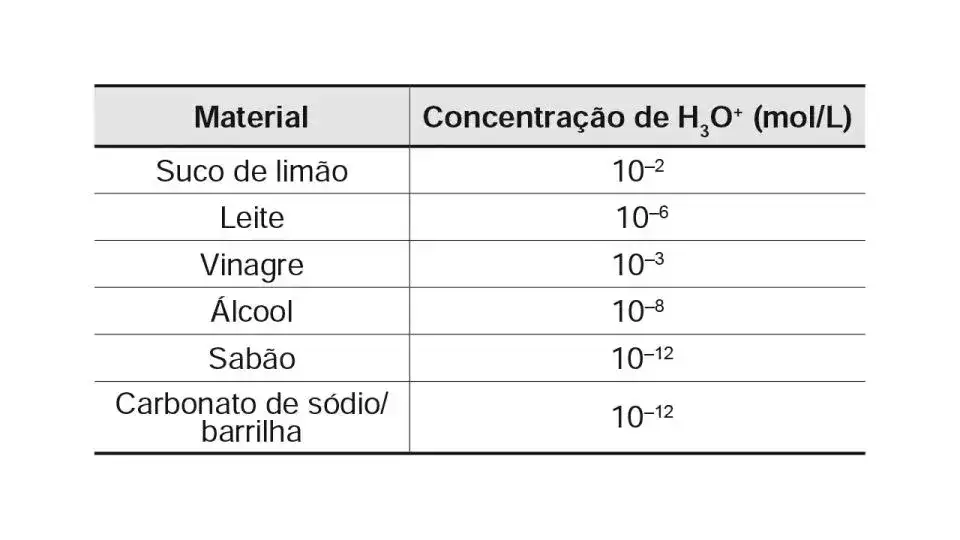 Material Concentração de H₃O⁺ (mol/L)
Suco de limão 10⁻²
Leite 10⁻⁶
Vinagre 10⁻³
Álcool 10⁻⁸
Sabão 10⁻¹²
Carbonato de sódio/
barrilha 10⁻¹²